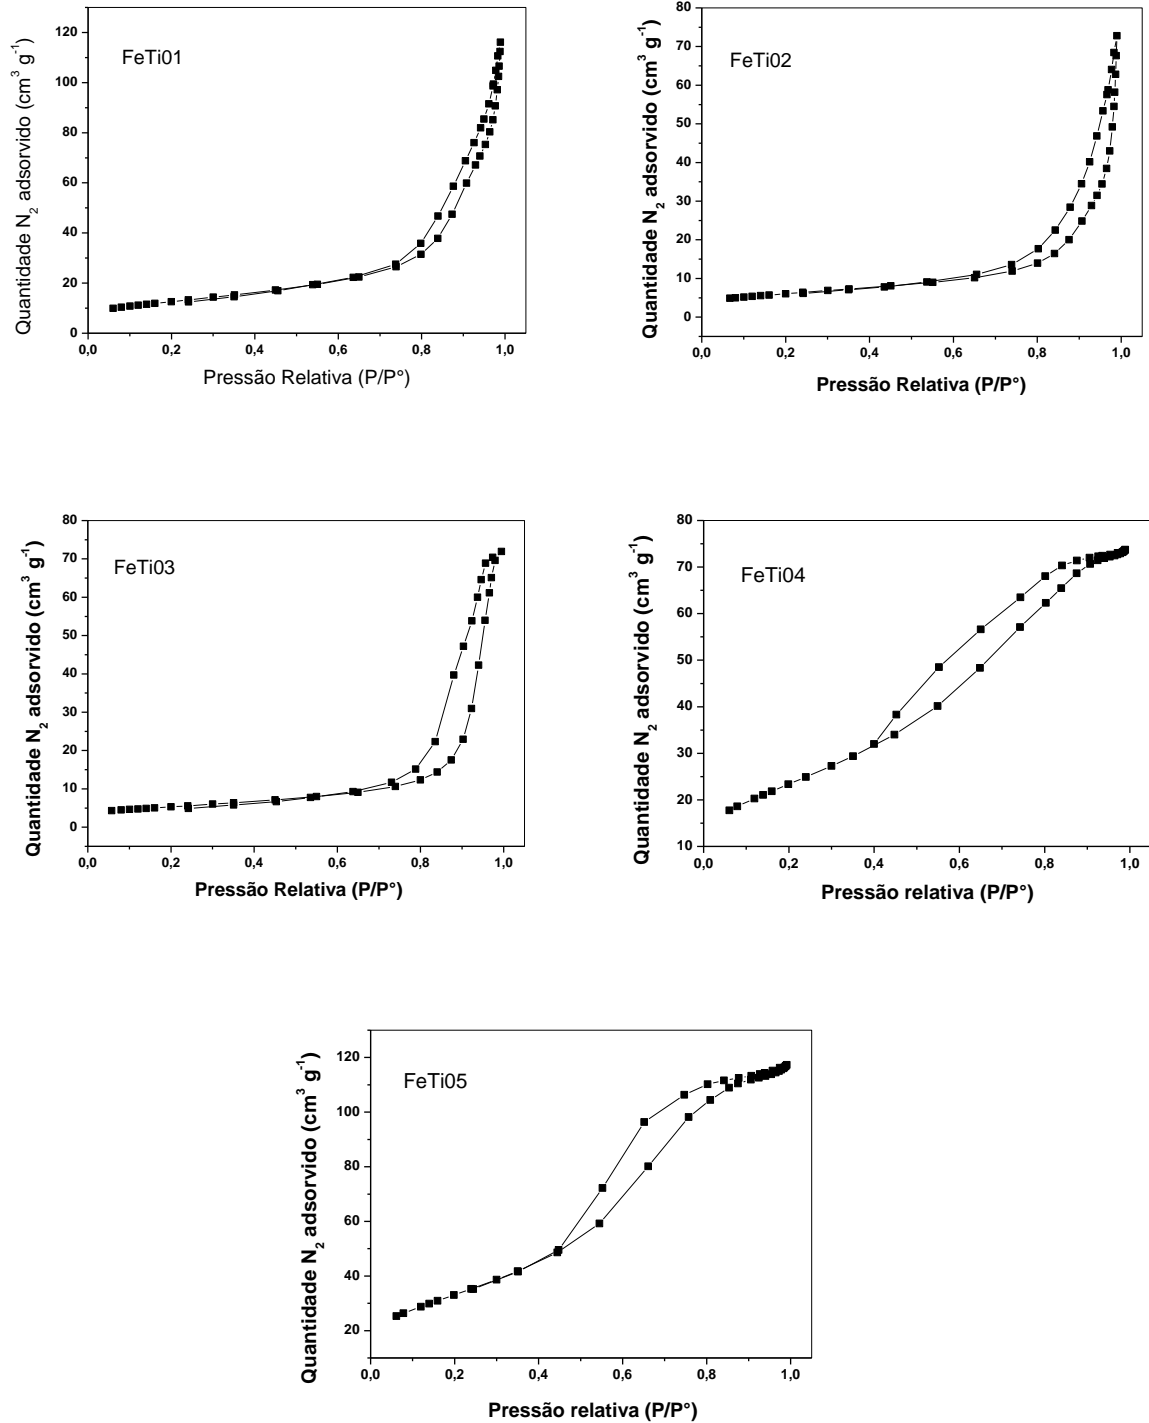 FeTi01
Quantidade N2 adsorvido (cm³ g⁻¹)
120
100
80
60
40
20
0
0,0 0,2 0,4 0,6 0,8 1,0
Pressão Relativa (P/P°)
FeTi02
Quantidade N2 adsorvido (cm³ g⁻¹)
80
70
60
50
40
30
20
10
0
0,0 0,2 0,4 0,6 0,8 1,0
Pressão Relativa (P/P°)
FeTi03
Quantidade N2 adsorvido (cm³ g⁻¹)
80
70
60
50
40
30
20
10
0
0,0 0,2 0,4 0,6 0,8 1,0
Pressão Relativa (P/P°)
FeTi04
Quantidade N2 adsorvido (cm³ g⁻¹)
80
70
60
50
40
30
20
10
0,0 0,2 0,4 0,6 0,8 1,0
Pressão relativa (P/P°)
FeTi05
Quantidade N2 adsorvido (cm³ g⁻¹)
120
100
80
60
40
20
0,0 0,2 0,4 0,6 0,8 1,0
Pressão relativa (P/P°)